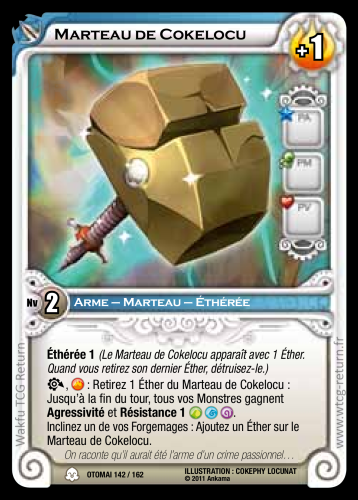 Marteau de Cokelocu
+1
PA
PM
PV
Nv 2 Arme – Marteau – Éthérée
Éthérée 1 (Le Marteau de Cokelocu apparaît avec 1 Éther.
Quand vous retirez son dernier Éther, détruisez-le.)
, : Retirez 1 Éther du Marteau de Cokelocu :
Jusqu'à la fin du tour, tous vos Monstres gagnent
Agressivité et Résistance 1
Inclinez un de vos Forgemages : Ajoutez un Éther sur le
Marteau de Cokelocu.
On raconte qu'il aurait été l'arme d'un crime passionnel...
OTOMAI 142 / 162
ILLUSTRATION : COKEPHY LOCUNAT
© 2011 Ankama
Wakfu TCG Return
www.wtcg-return.fr